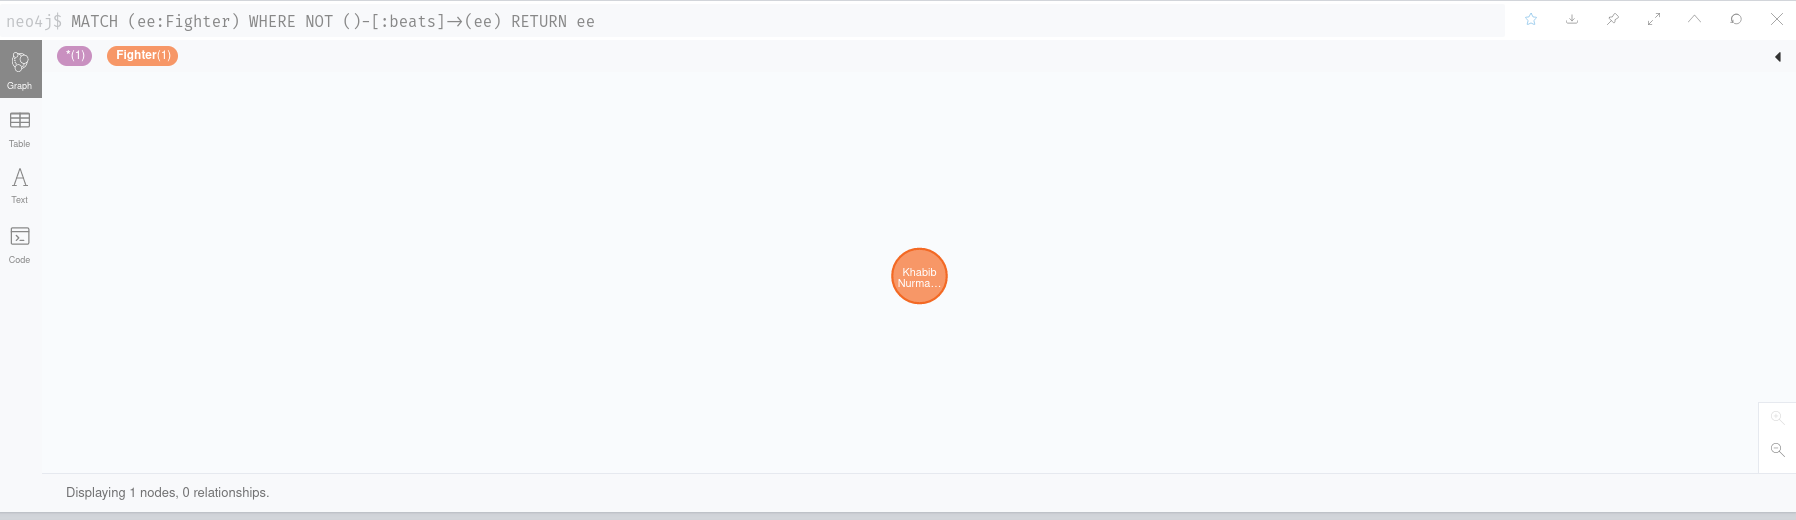 neo4j$ MATCH (ee:Fighter) WHERE NOT ()-[:beats]->(ee) RETURN ee
*(1) Fighter(1)
Graph
Table
Text
Code
Khabib
Nurma...
Displaying 1 nodes, 0 relationships.